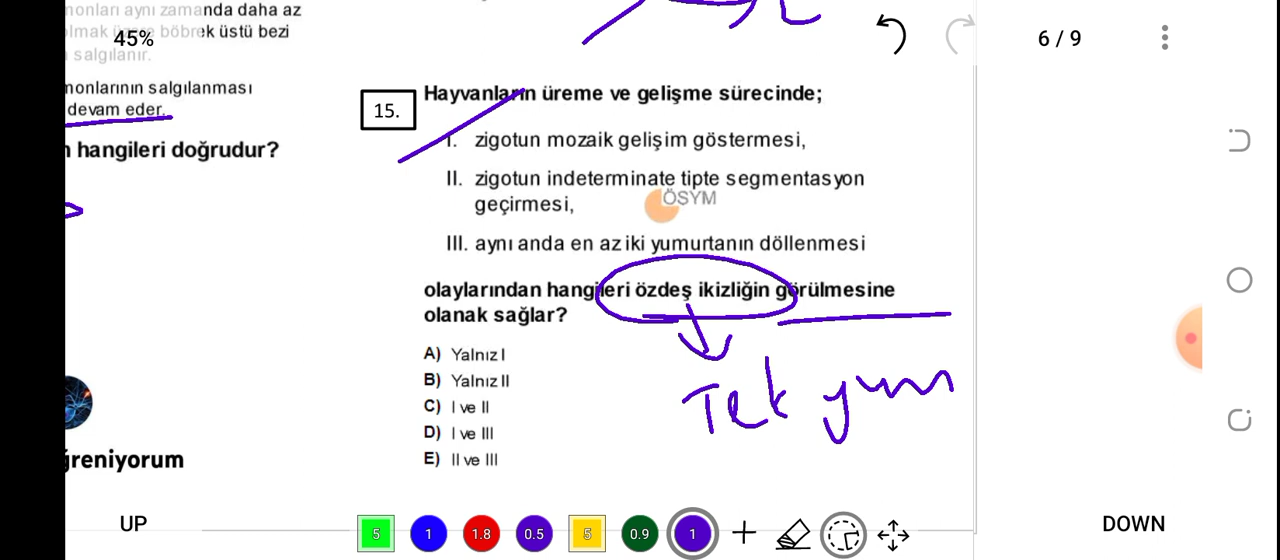 monları aynı zamanda daha az
olmak üzere böbrek üstü bezi
salgılanır.
monlarının salgılanması
devam eder.
hangileri doğrudur?
ğreniyorum
45%
6 / 9
15.
Hayvanların üreme ve gelişme sürecinde;
I. zigotun mozaik gelişim göstermesi,
II. zigotun indeterminate tipte segmentasyon
geçirmesi,
ÖSYM
III. aynı anda en az iki yumurtanın döllenmesi
olaylarından hangileri özdeş ikizliğin görülmesine
olanak sağlar?
Tek yum
A) Yalnız I
B) Yalnız II
C) I ve II
D) I ve III
E) II ve III
UP
5
1
1.8
0.5
5
0.9
1
DOWN